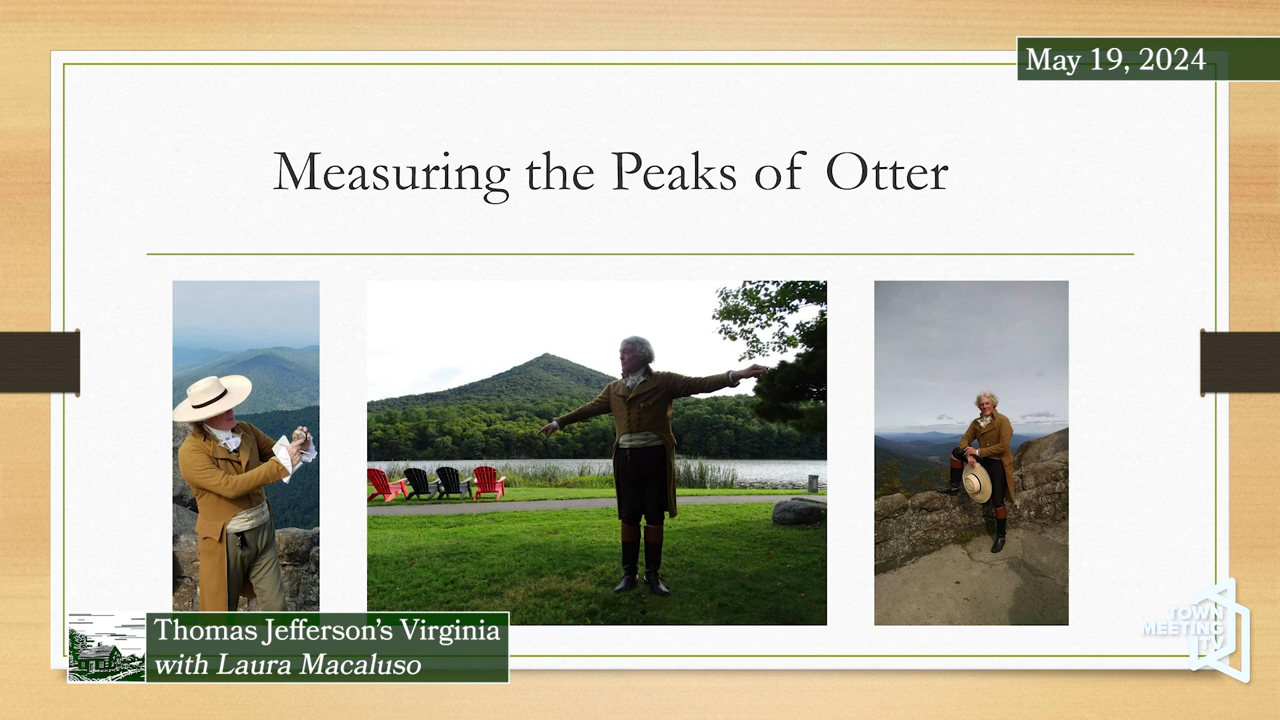 May 19, 2024
Measuring the Peaks of Otter
Thomas Jefferson's Virginia
with Laura Macaluso
TOWN
MEETING
TV